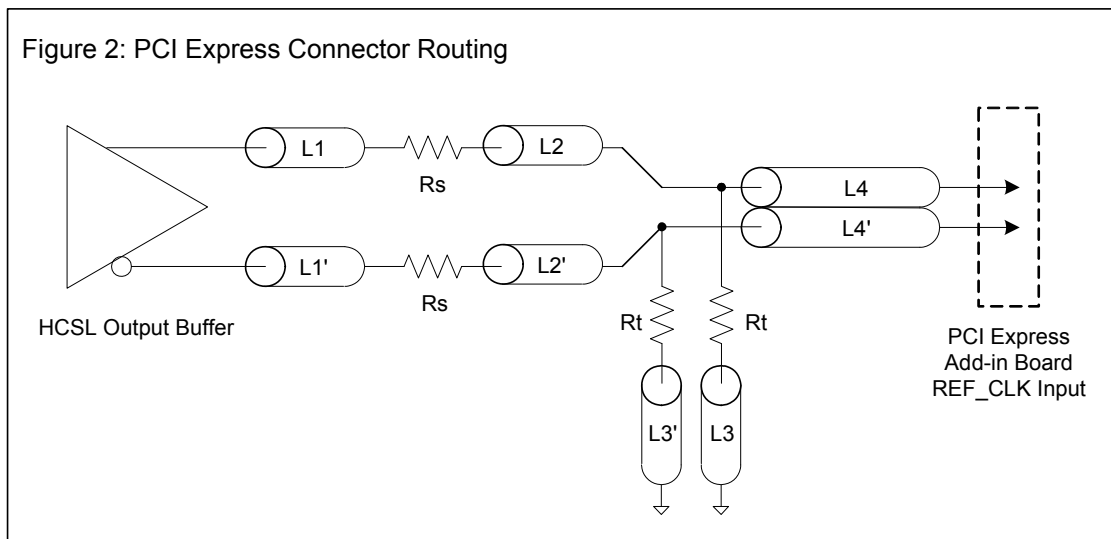 Figure 2: PCI Express Connector Routing
L1
Rs
L2
L4
L4'
L1'
Rs
L2'
HCSL Output Buffer
Rt
Rt
L3'
L3
PCI Express
Add-in Board
REF_CLK Input